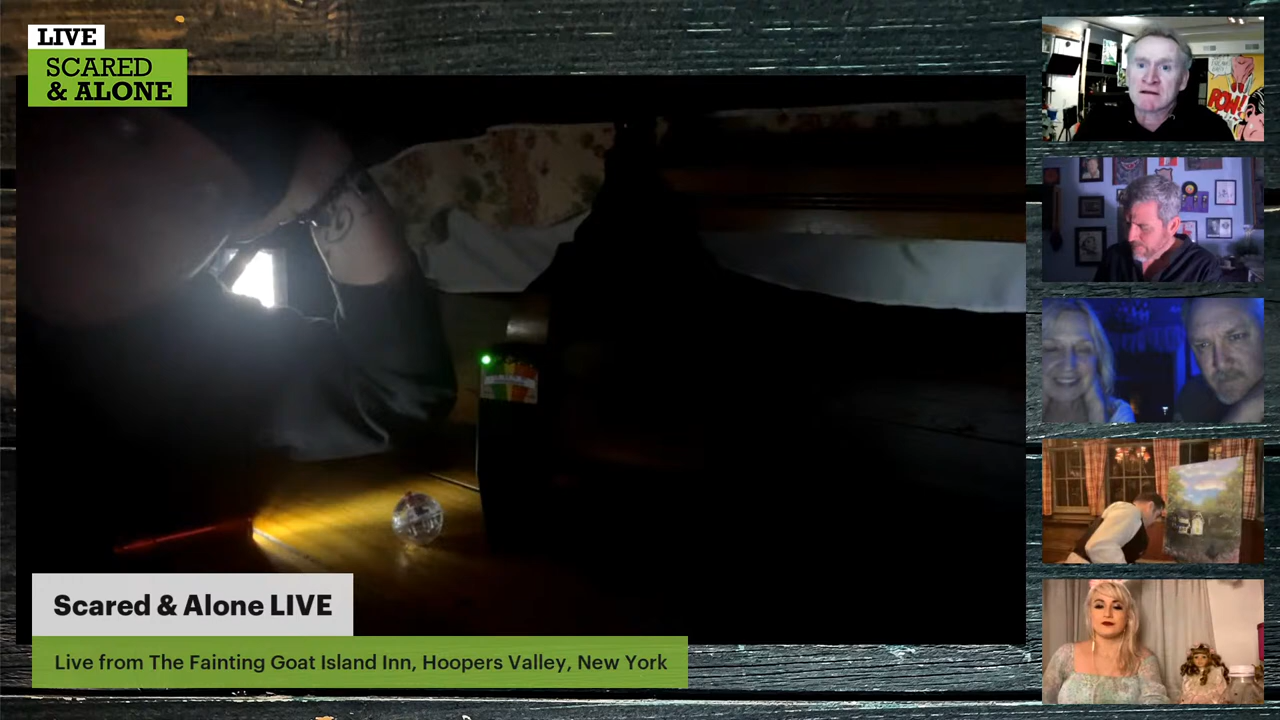 LIVE
SCARED
& ALONE
POW!
Scared & Alone LIVE
Live from The Fainting Goat Island Inn, Hoopers Valley, New York